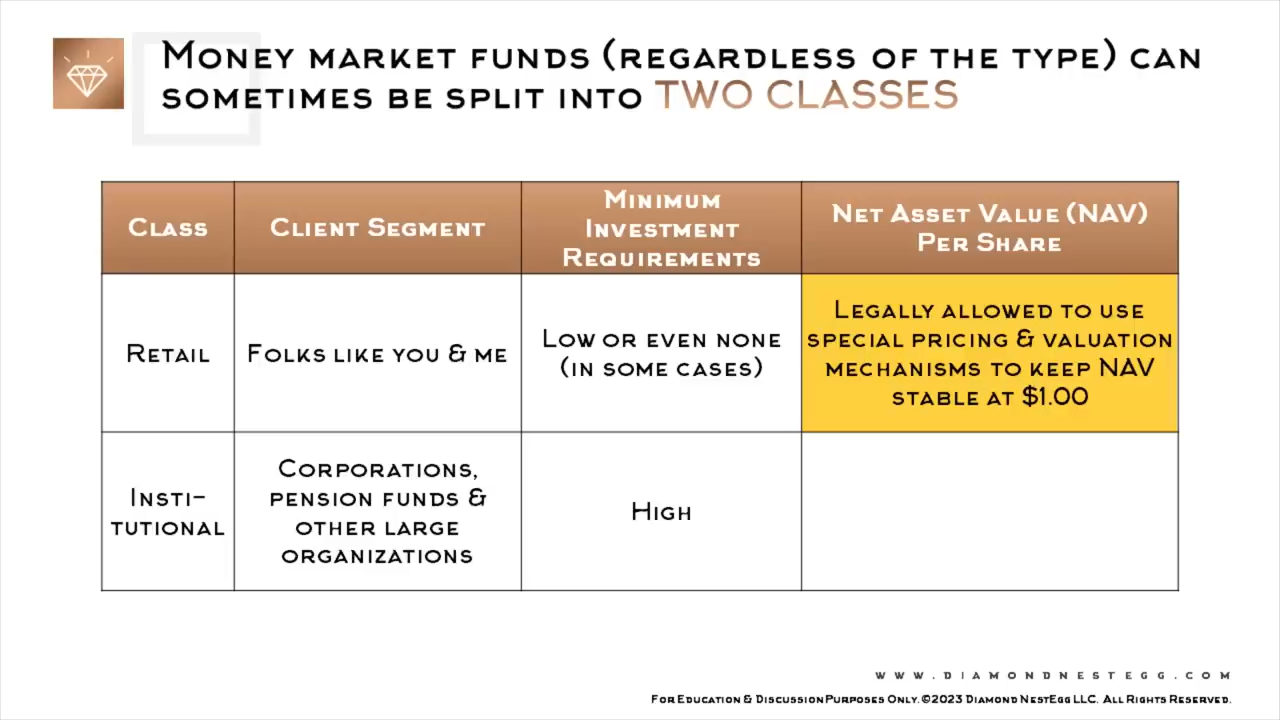 Money market funds (regardless of the type) can
sometimes be split into TWO CLASSES
Class
Client Segment
Minimum
Investment
Requirements
Net Asset Value (NAV)
Per Share
Retail
Folks like you & me
Low or even none
(in some cases)
Legally allowed to use
special pricing & valuation
mechanisms to keep NAV
stable at $1.00
Insti-
tutional
Corporations,
pension funds &
other large
organizations
High
WWW.DIAMONDNESTEGG.COM
For Education & Discussion Purposes Only. ©2023 Diamond NestEgg LLC. All Rights Reserved.